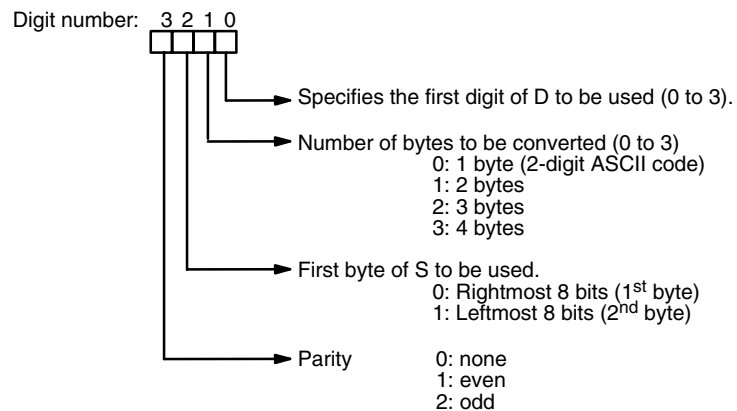 Digit number: 3 2 1 0
Specifies the first digit of D to be used (0 to 3).
Number of bytes to be converted (0 to 3)
0: 1 byte (2-digit ASCII code)
1: 2 bytes
2: 3 bytes
3: 4 bytes
First byte of S to be used.
0: Rightmost 8 bits (1st byte)
1: Leftmost 8 bits (2nd byte)
Parity 0: none
1: even
2: odd